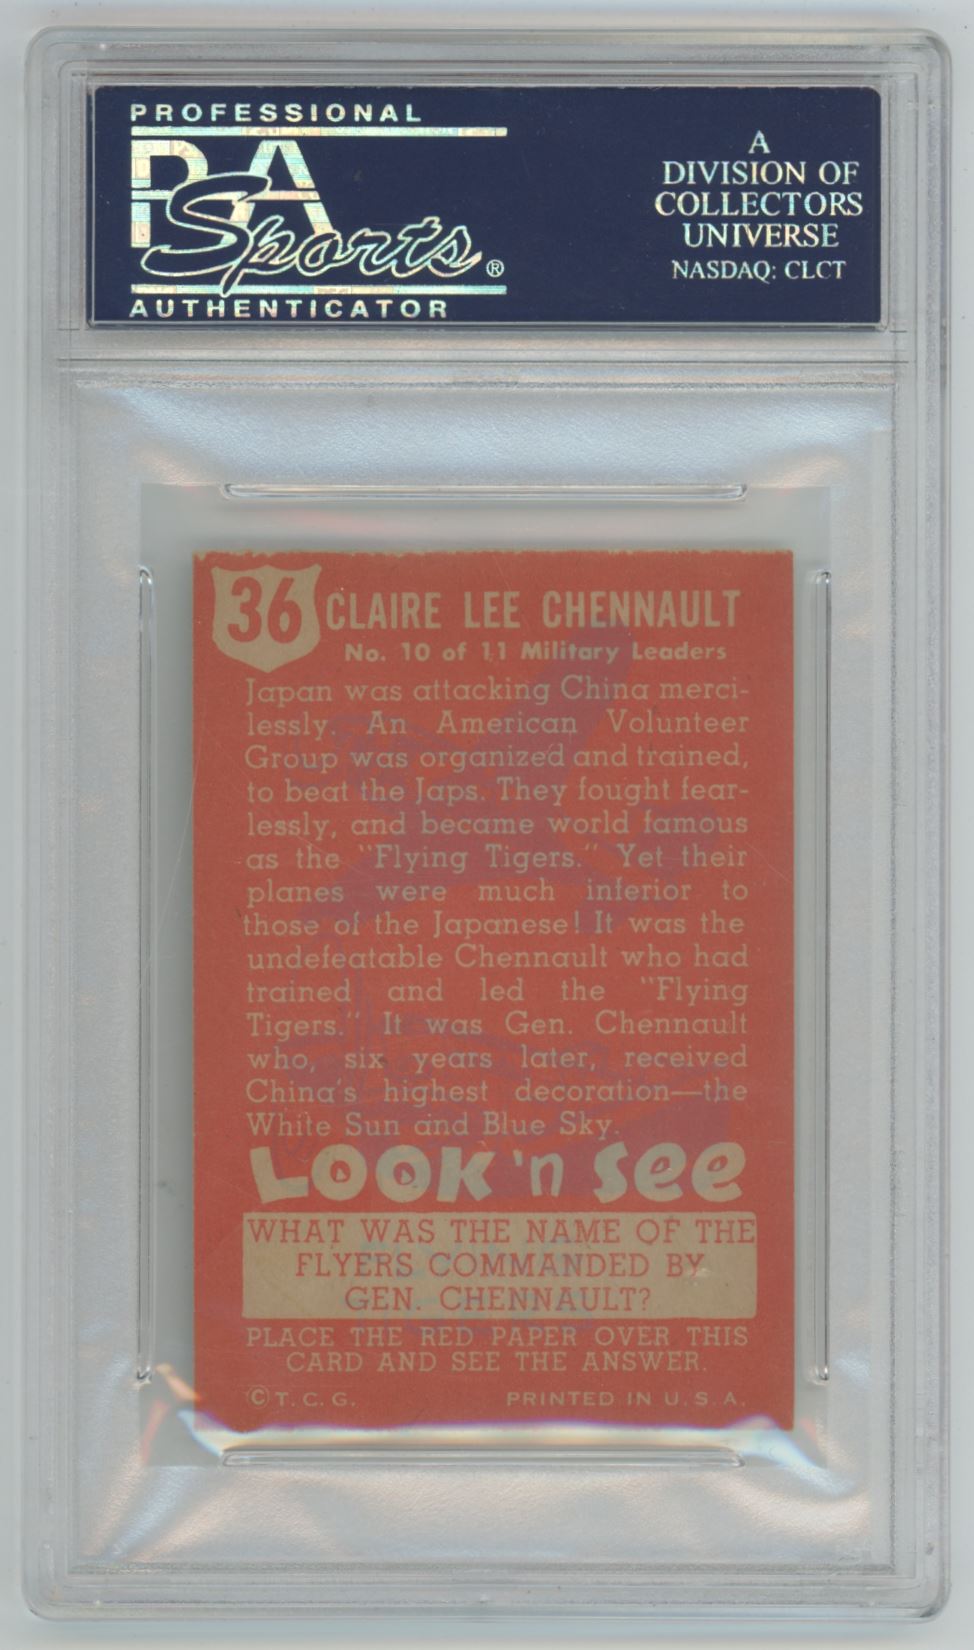 PROFESSIONAL
PSA
Sports®
AUTHENTICATOR
A
DIVISION OF
COLLECTORS
UNIVERSE
NASDAQ: CLCT
36
CLAIRE LEE CHENNAULT
No. 10 of 11 Military Leaders
Japan was attacking China merci-
lessly. An American Volunteer
Group was organized and trained,
to beat the Japs. They fought fear-
lessly, and became world famous
as the "Flying Tigers." Yet their
planes were much inferior to
those of the Japanese! It was the
undefeatable Chennault who had
trained and led the "Flying
Tigers." It was Gen. Chennault
who, six years later, received
China's highest decoration—the
White Sun and Blue Sky.
LOOK 'n See
WHAT WAS THE NAME OF THE
FLYERS COMMANDED BY
GEN. CHENNAULT?
PLACE THE RED PAPER OVER THIS
CARD AND SEE THE ANSWER.
© T. C. G.
PRINTED IN U. S. A.